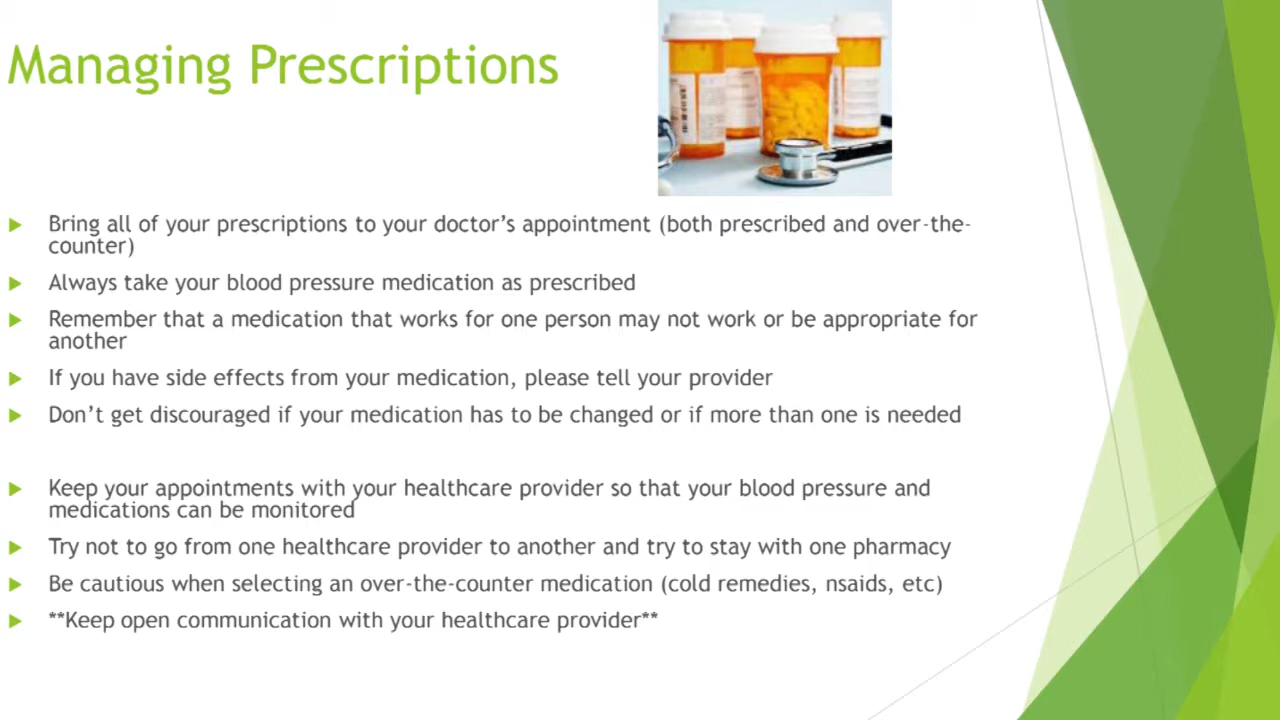 Managing Prescriptions
Bring all of your prescriptions to your doctor's appointment (both prescribed and over-the-
counter)
Always take your blood pressure medication as prescribed
Remember that a medication that works for one person may not work or be appropriate for
another
If you have side effects from your medication, please tell your provider
Don't get discouraged if your medication has to be changed or if more than one is needed
Keep your appointments with your healthcare provider so that your blood pressure and
medications can be monitored
Try not to go from one healthcare provider to another and try to stay with one pharmacy
Be cautious when selecting an over-the-counter medication (cold remedies, nsaids, etc)
**Keep open communication with your healthcare provider**